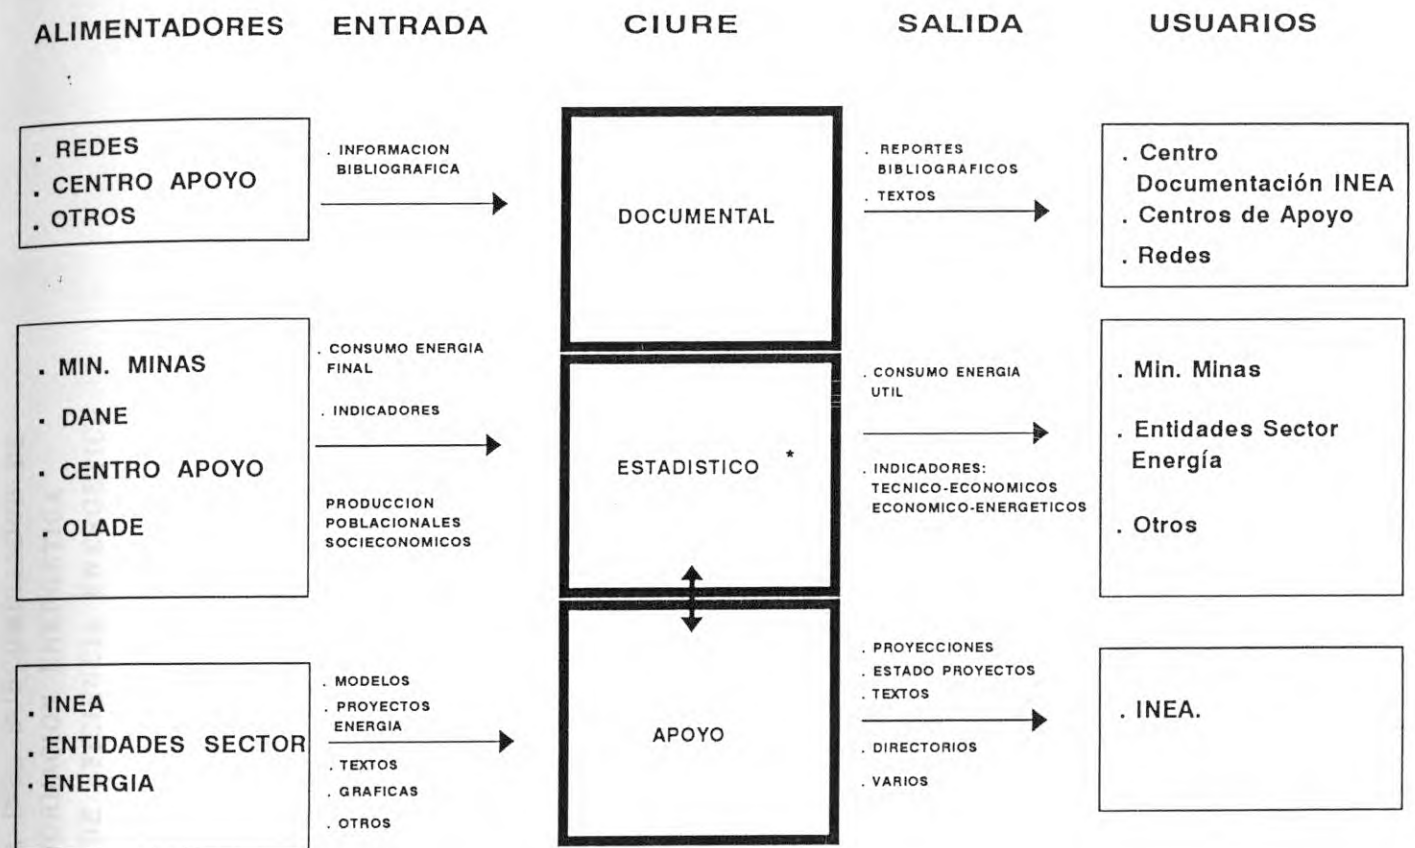 ALIMENTADORES ENTRADA CIURE SALIDA USUARIOS
. REDES
. CENTRO APOYO
. OTROS
. INFORMACION
BIBLIOGRAFICA
DOCUMENTAL
. REPORTES
BIBLIOGRAFICOS
. TEXTOS
. Centro
Documentación INEA
. Centros de Apoyo
. Redes
. MIN. MINAS
. DANE
. CENTRO APOYO
. OLADE
. CONSUMO ENERGIA
FINAL
. INDICADORES
PRODUCCION
POBLACIONALES
SOCIECONOMICOS
ESTADISTICO *
. CONSUMO ENERGIA
UTIL
. INDICADORES:
TECNICO-ECONOMICOS
ECONOMICO-ENERGETICOS
. Min. Minas
. Entidades Sector
Energía
. Otros
. INEA
. ENTIDADES SECTOR
. ENERGIA
. MODELOS
. PROYECTOS
ENERGIA
. TEXTOS
. GRAFICAS
. OTROS
APOYO
. PROYECCIONES
. ESTADO PROYECTOS
. TEXTOS
. DIRECTORIOS
. VARIOS
. INEA.